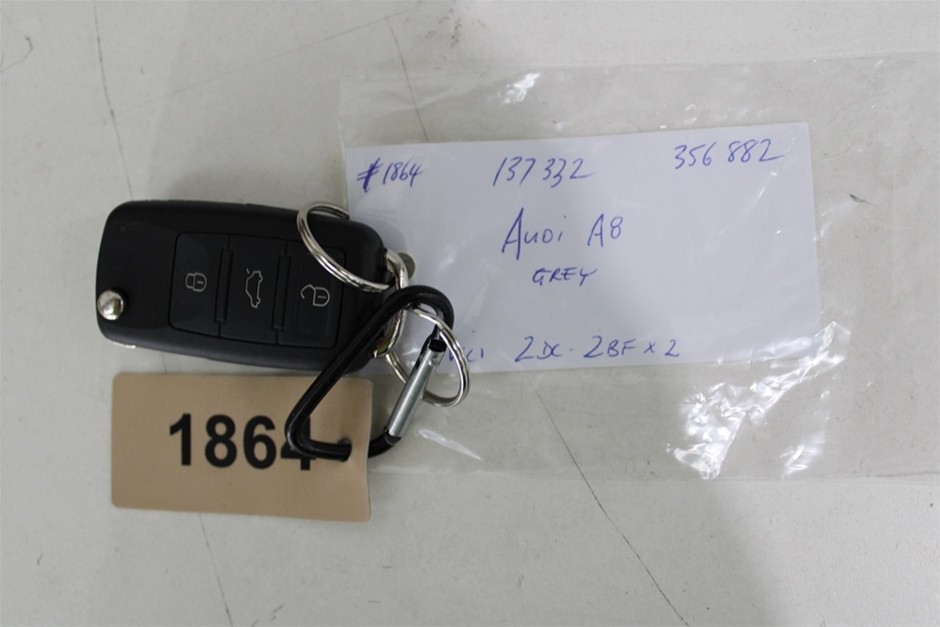 #1864 137332 356 882
Audi A8
GREY
2DC-2BF x 2
1864